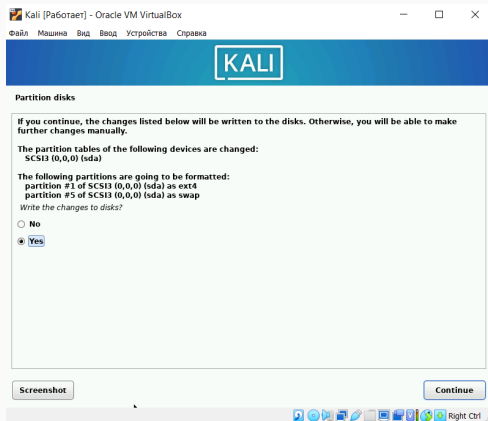 Kali [Работает] - Oracle VM VirtualBox
Файл Машина Вид Ввод Устройства Справка
KALI
Partition disks
If you continue, the changes listed below will be written to the disks. Otherwise, you will be able to make
further changes manually.
The partition tables of the following devices are changed:
SCSI3 (0,0,0) (sda)
The following partitions are going to be formatted:
partition #1 of SCSI3 (0,0,0) (sda) as ext4
partition #5 of SCSI3 (0,0,0) (sda) as swap
Write the changes to disks?
No
Yes
Screenshot
Continue
Right Ctrl